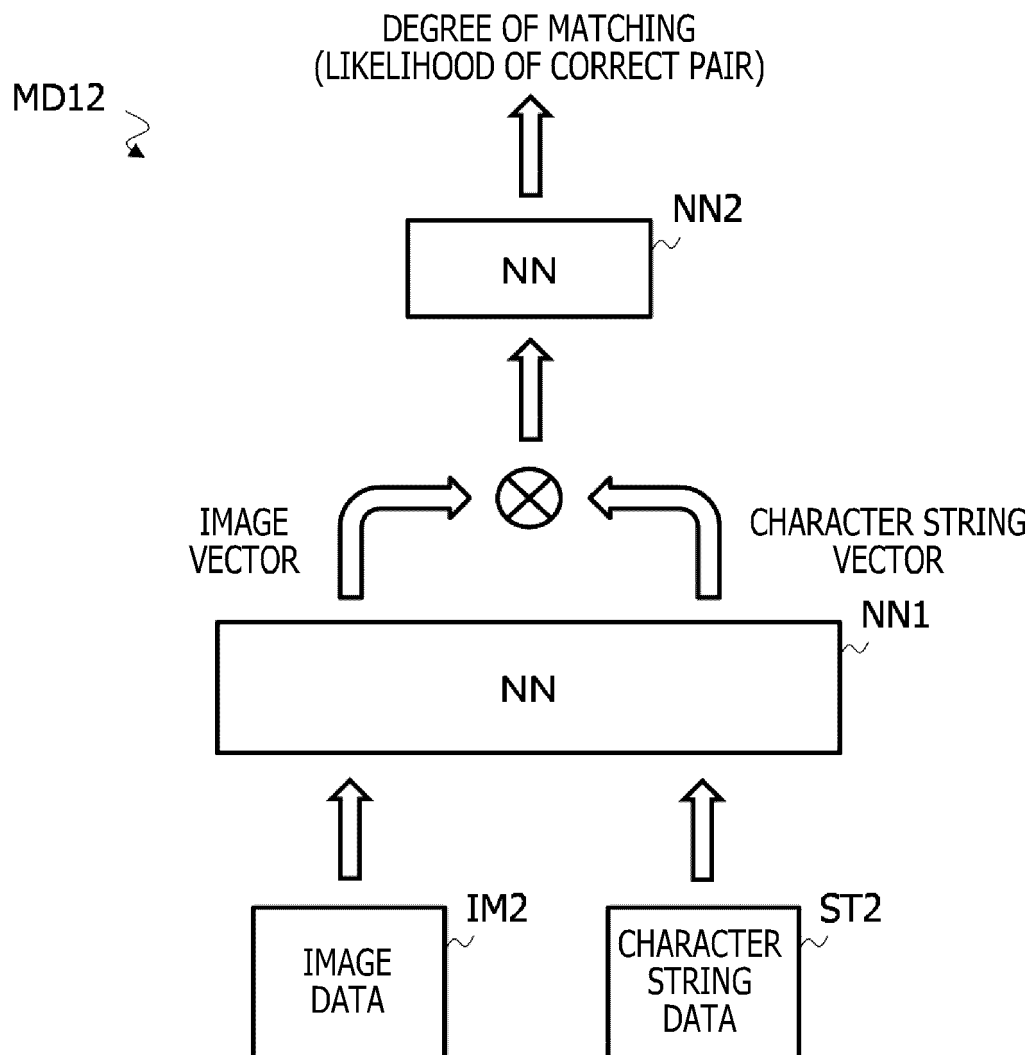 DEGREE OF MATCHING
(LIKELIHOOD OF CORRECT PAIR)
MD12
NN2
NN
IMAGE
VECTOR
CHARACTER STRING
VECTOR
NN1
NN
IM2
ST2
IMAGE
DATA
CHARACTER
STRING
DATA